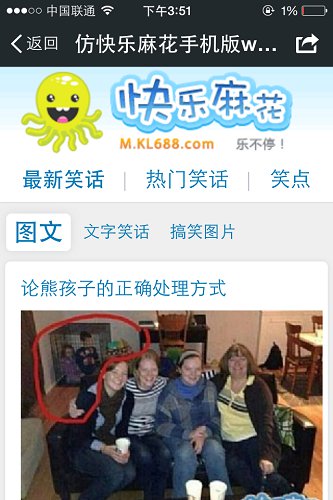 中国联通 下午3:51 1%
返回 仿快乐麻花手机版w...
快乐麻花
M.KL688.com 乐不停！
最新笑话 | 热门笑话 | 笑点
图文 文字笑话 搞笑图片
论熊孩子的正确处理方式